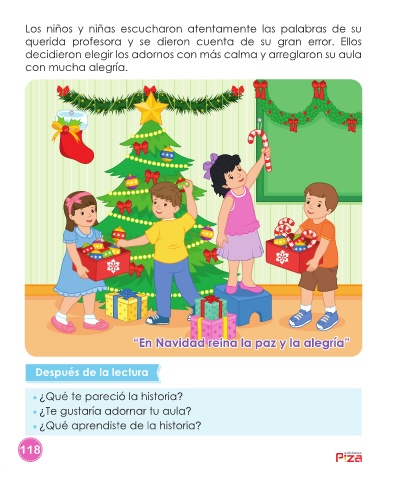 Los niños y niñas escucharon atentamente las palabras de su
querida profesora y se dieron cuenta de su gran error. Ellos
decidieron elegir los adornos con más calma y arreglaron su aula
con mucha alegría.
“En Navidad reina la paz y la alegría”
Después de la lectura
• ¿Qué te pareció la historia?
• ¿Te gustaría adornar tu aula?
• ¿Qué aprendiste de la historia?
118
Piza